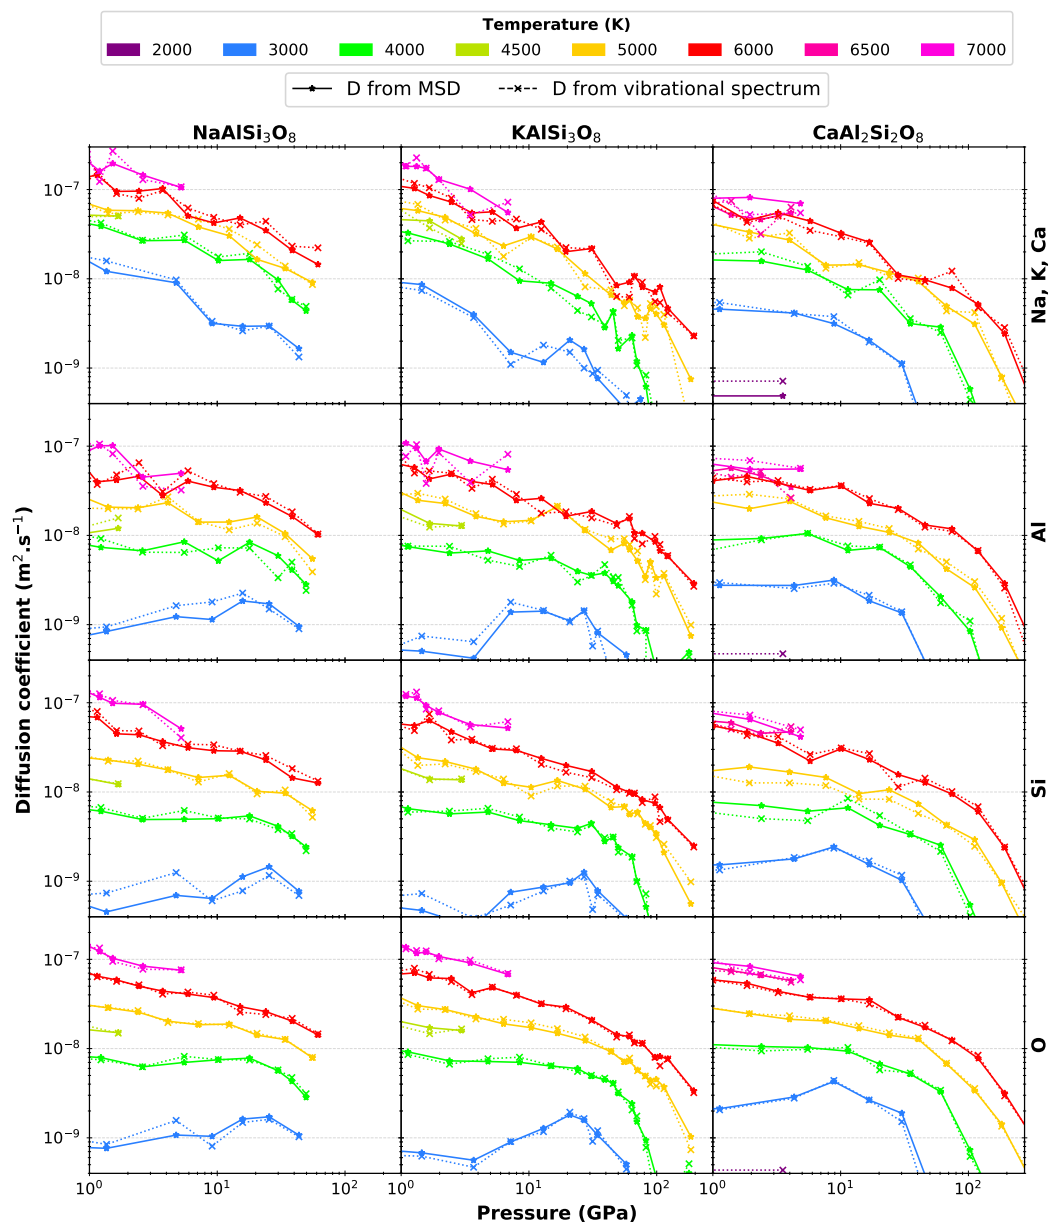 Temperature (K)
2000 3000 4000 4500 5000 6000 6500 7000
D from MSD D from vibrational spectrum
NaAlSi₃O₈ KAlSi₃O₈ CaAl₂Si₂O₈
10⁻⁷
10⁻⁸
10⁻⁹
Na, K, Ca
10⁻⁷
10⁻⁸
10⁻⁹
Al
Diffusion coefficient (m².s⁻¹)
10⁻⁷
10⁻⁸
10⁻⁹
Si
10⁻⁷
10⁻⁸
10⁻⁹
O
10⁰ 10¹ 10² 10⁰ 10¹ 10² 10⁰ 10¹ 10²
Pressure (GPa)